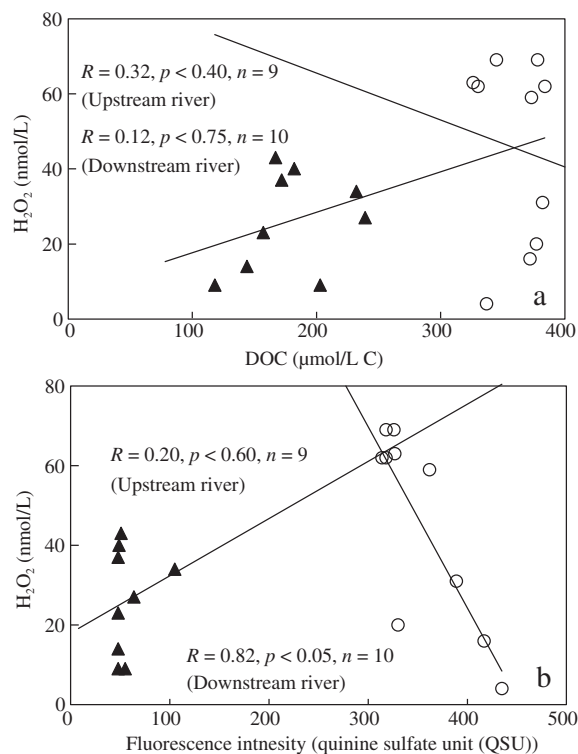 80
60
40
20
0
H₂O₂ (nmol/L)
R = 0.32, p < 0.40, n = 9
(Upstream river)
R = 0.12, p < 0.75, n = 10
(Downstream river)
a
0 100 200 300 400
DOC (µmol/L C)
80
60
40
20
0
H₂O₂ (nmol/L)
R = 0.20, p < 0.60, n = 9
(Upstream river)
R = 0.82, p < 0.05, n = 10
(Downstream river)
b
0 100 200 300 400 500
Fluorescence intnesity (quinine sulfate unit (QSU)